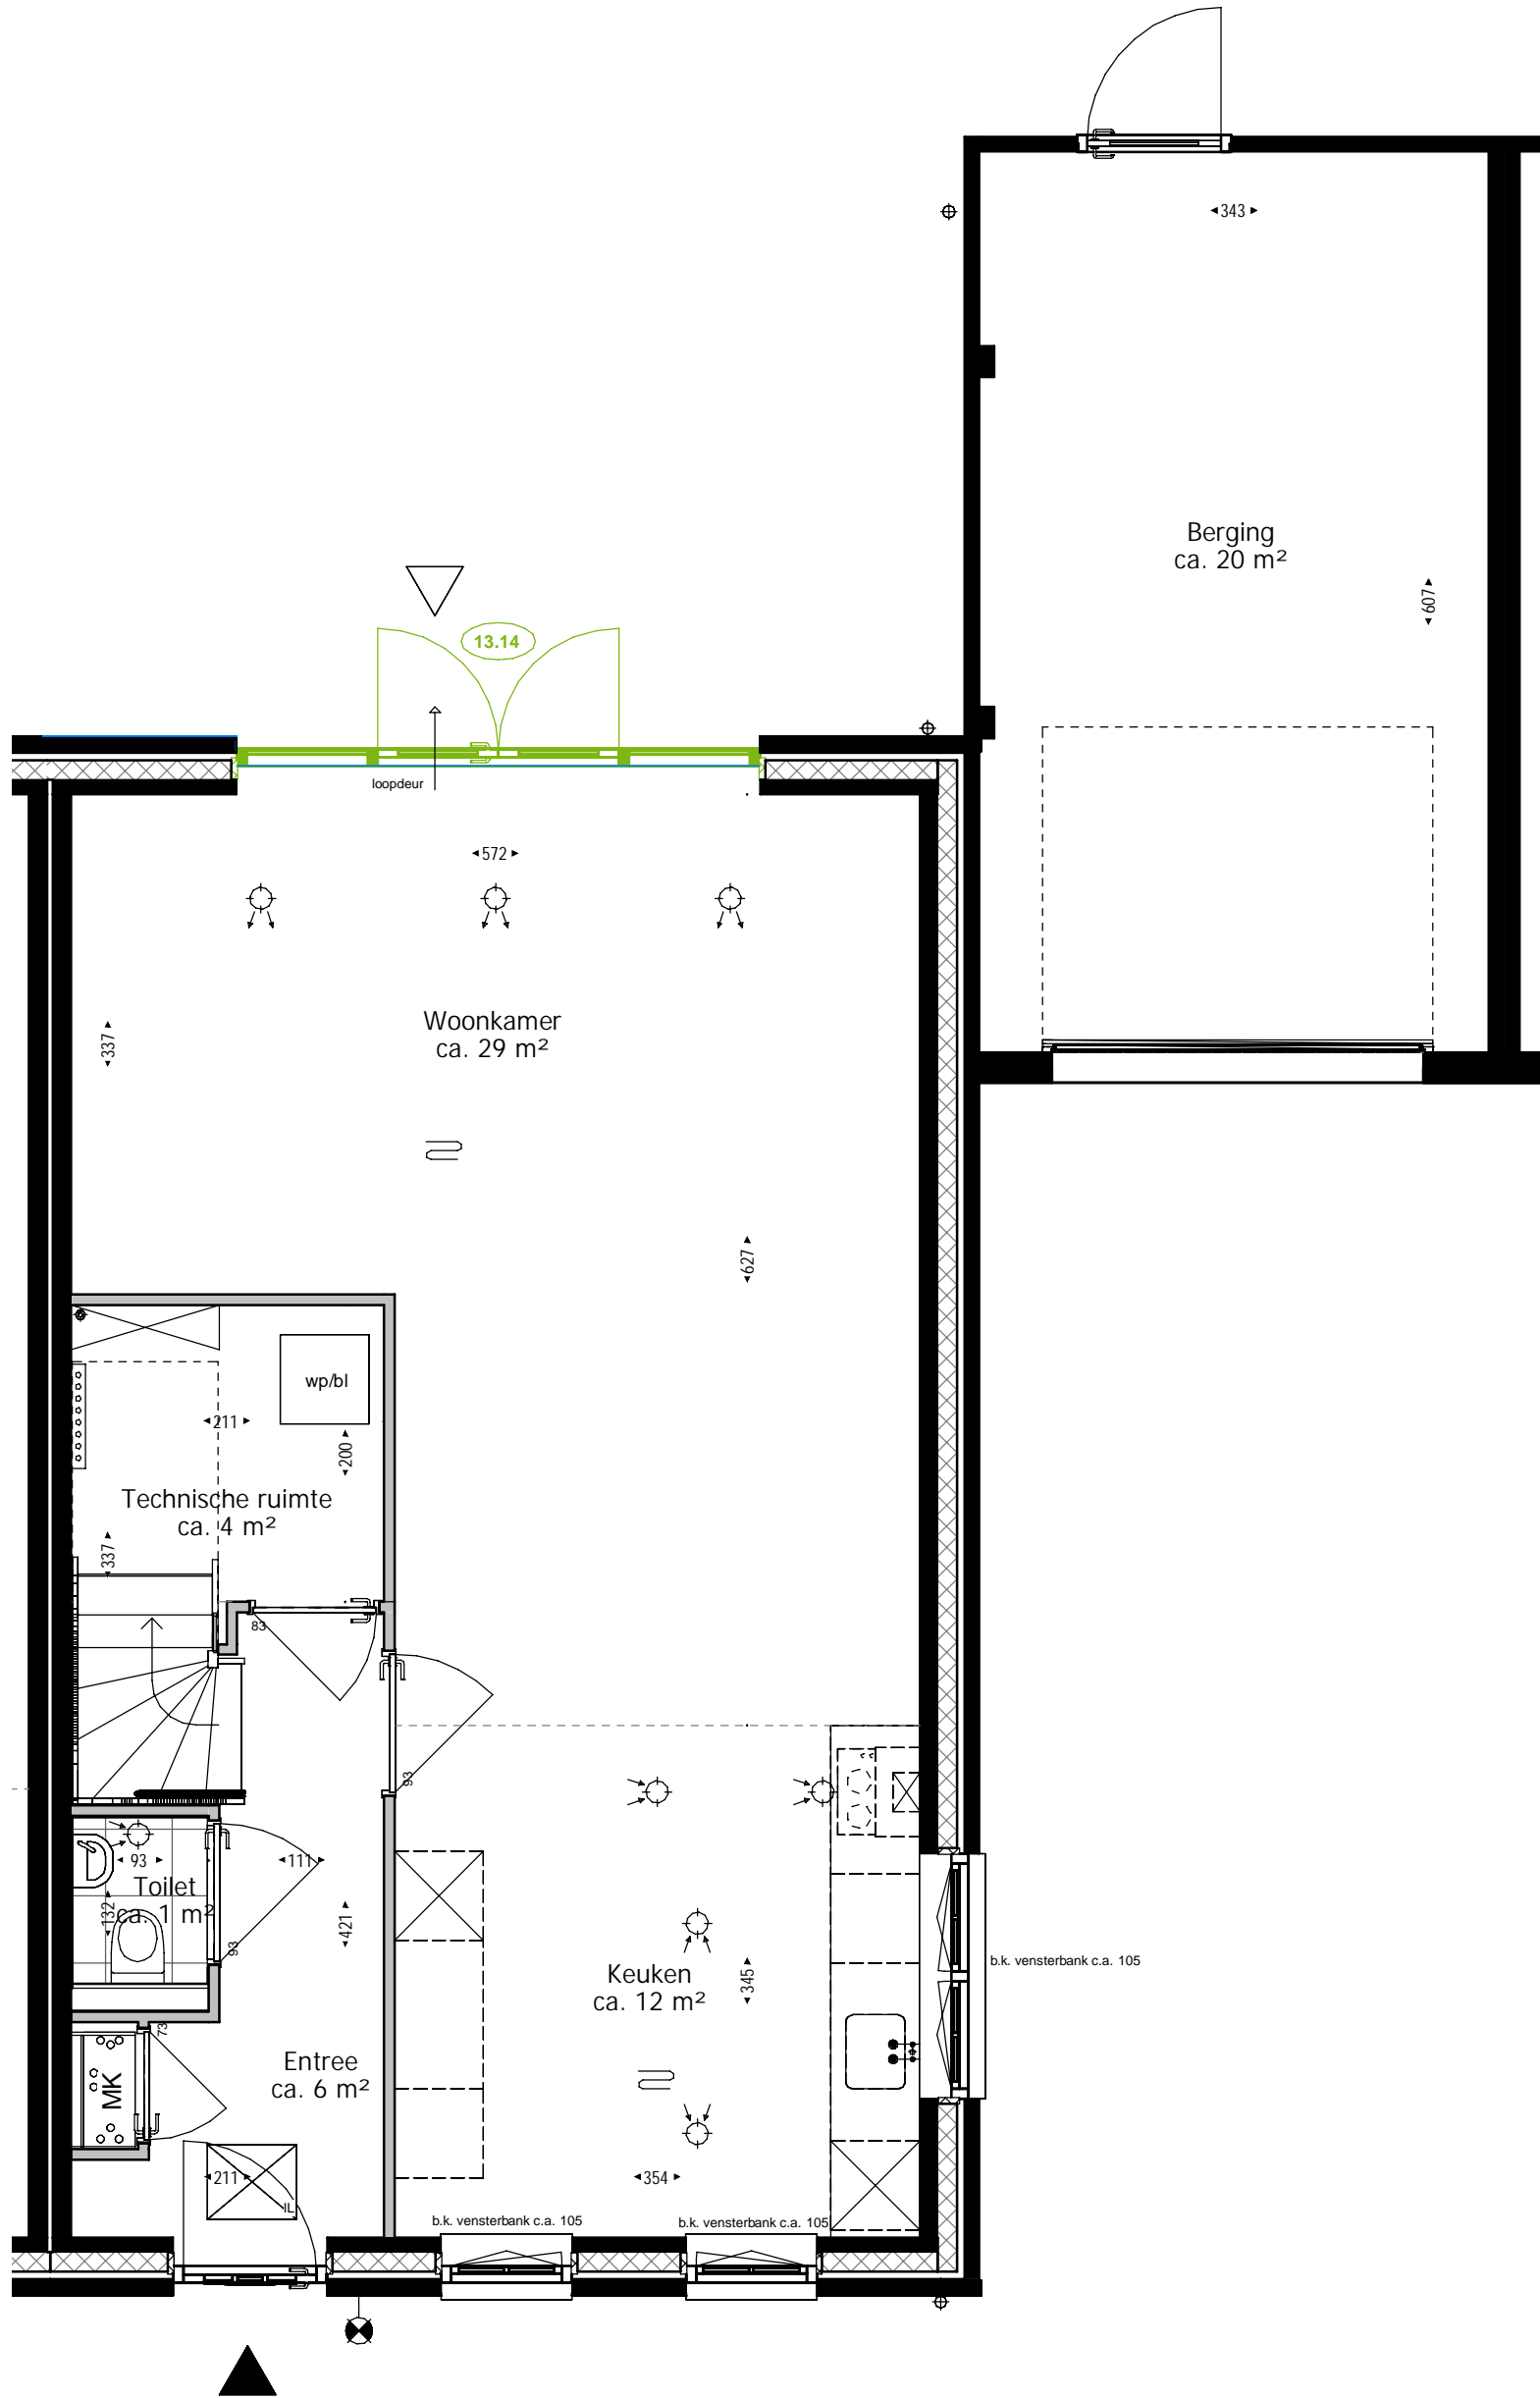 343
Berging
ca. 20 m²
607
13.14
loopdeur
572
Woonkamer
ca. 29 m²
337
627
wp/bl
211
200
Technische ruimte
ca. 4 m²
337
83
93
93
111
Toilet
ca. 1 m²
132
421
93
b.k. vensterbank c.a. 105
Keuken
ca. 12 m²
345
73
MK
Entree
ca. 6 m²
211
IL
354
b.k. vensterbank c.a. 105
b.k. vensterbank c.a. 105